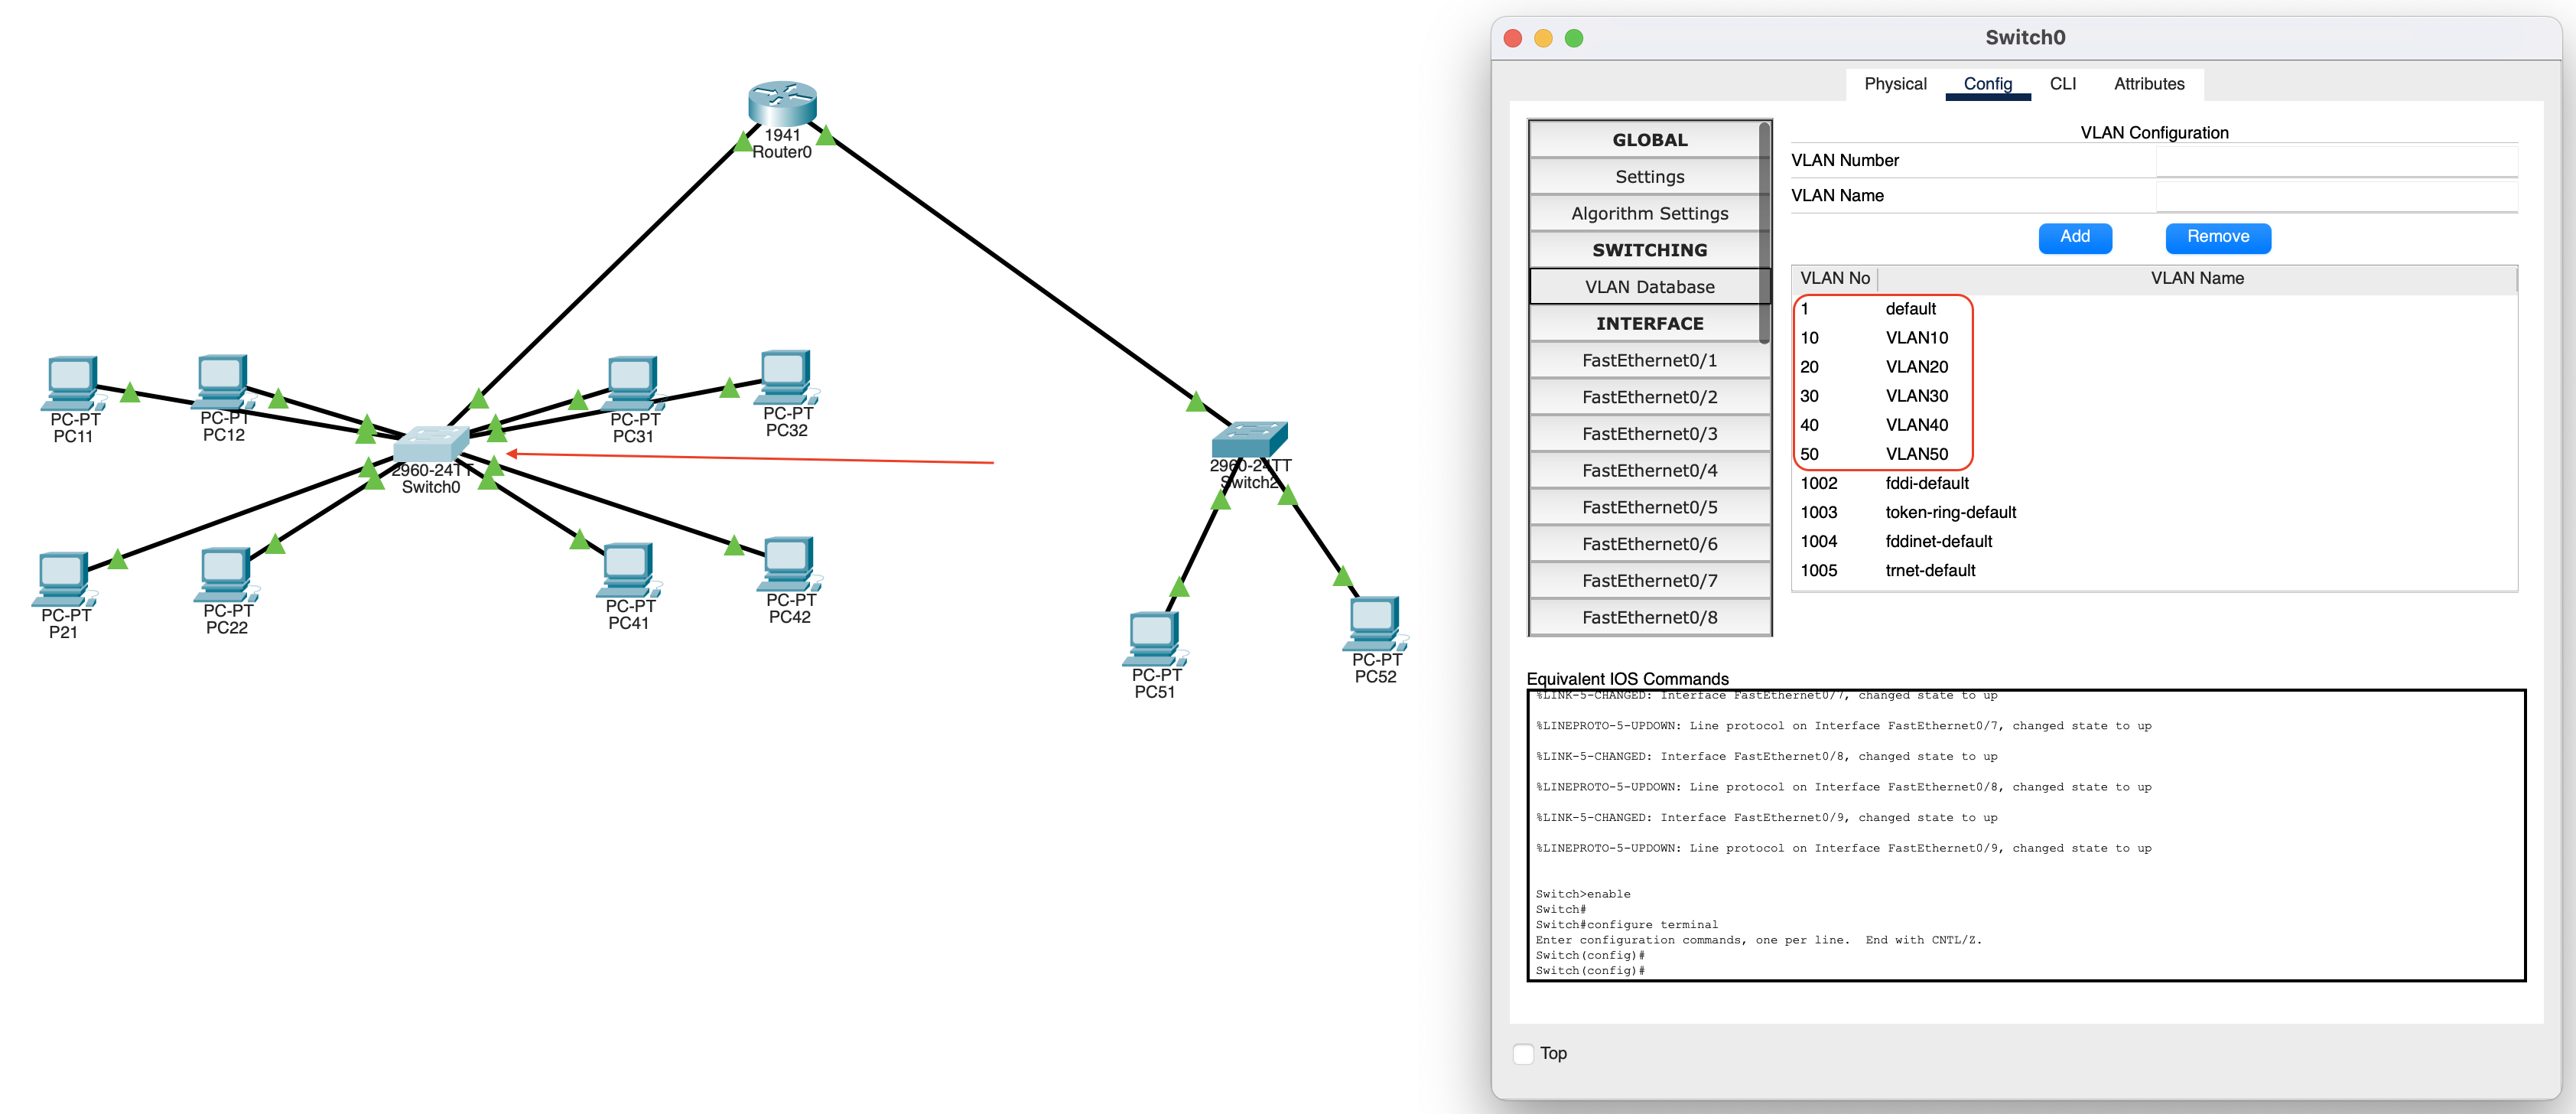 1941
Router0
PC-PT
PC11
PC-PT
PC12
PC-PT
PC31
PC-PT
PC32
2960-24TT
Switch0
2960-24TT
Switch2
PC-PT
P21
PC-PT
PC22
PC-PT
PC41
PC-PT
PC42
PC-PT
PC51
PC-PT
PC52
Switch0
Physical Config CLI Attributes
GLOBAL
Settings
Algorithm Settings
SWITCHING
VLAN Database
INTERFACE
FastEthernet0/1
FastEthernet0/2
FastEthernet0/3
FastEthernet0/4
FastEthernet0/5
FastEthernet0/6
FastEthernet0/7
FastEthernet0/8
VLAN Configuration
VLAN Number
VLAN Name
Add Remove
VLAN No VLAN Name
1 default
10 VLAN10
20 VLAN20
30 VLAN30
40 VLAN40
50 VLAN50
1002 fddi-default
1003 token-ring-default
1004 fddinet-default
1005 trnet-default
Equivalent IOS Commands
%LINK-5-CHANGED: Interface FastEthernet0/7, changed state to up
%LINEPROTO-5-UPDOWN: Line protocol on Interface FastEthernet0/7, changed state to up
%LINK-5-CHANGED: Interface FastEthernet0/8, changed state to up
%LINEPROTO-5-UPDOWN: Line protocol on Interface FastEthernet0/8, changed state to up
%LINK-5-CHANGED: Interface FastEthernet0/9, changed state to up
%LINEPROTO-5-UPDOWN: Line protocol on Interface FastEthernet0/9, changed state to up
Switch>enable
Switch#
Switch#configure terminal
Enter configuration commands, one per line.  End with CNTL/Z.
Switch(config)#
Switch(config)#
Top